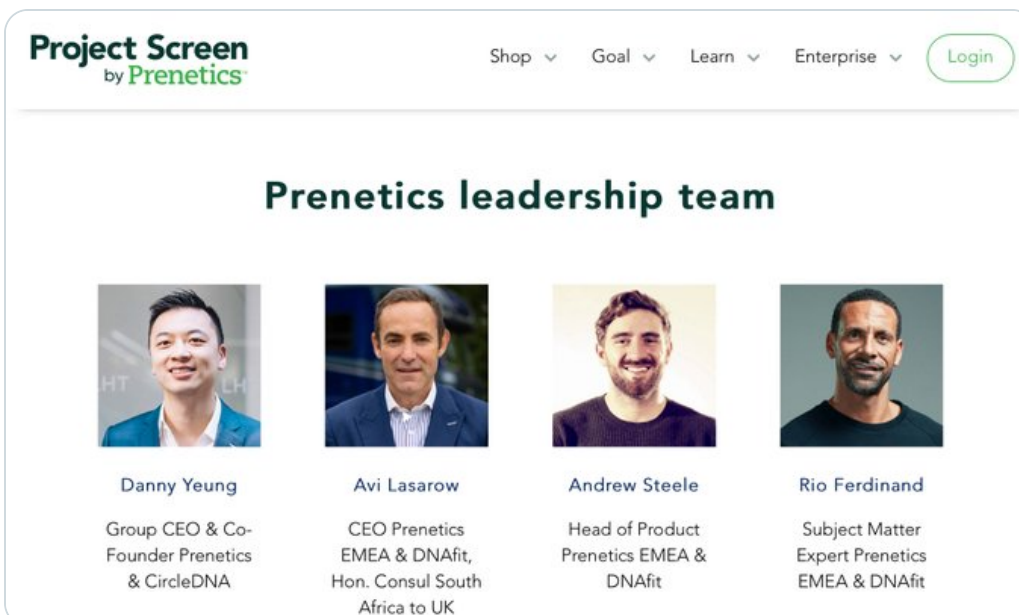 Project Screen
by Prenetics
Shop
Goal
Learn
Enterprise
Login
Prenetics leadership team
LHT
LH
Danny Yeung
Group CEO & Co-
Founder Prenetics
& CircleDNA
Avi Lasarow
CEO Prenetics
EMEA & DNAfit,
Hon. Consul South
Africa to UK
Andrew Steele
Head of Product
Prenetics EMEA &
DNAfit
Rio Ferdinand
Subject Matter
Expert Prenetics
EMEA & DNAfit